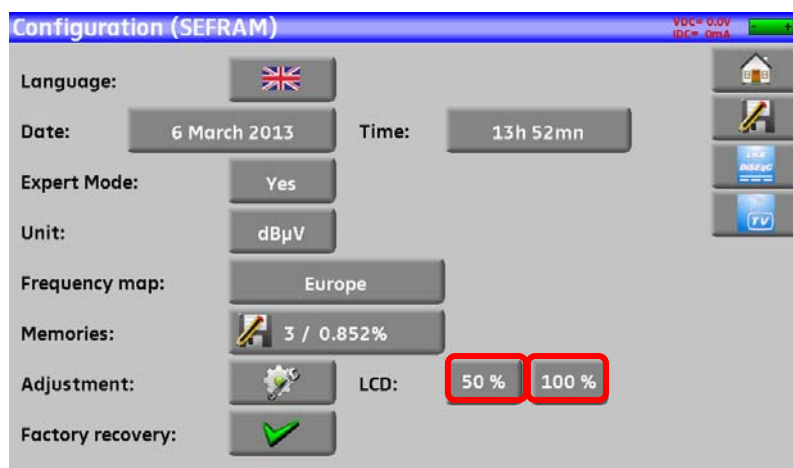 Configuration (SEFRAM)
VDC= 0.0V
IDC= 0mA
- +
Language:
Date: 6 March 2013 Time: 13h 52mn
LNB
DiSEqC
Expert Mode: Yes
TV
Unit: dBµV
Frequency map: Europe
Memories: 3 / 0.852%
Adjustment: LCD: 50 % 100 %
Factory recovery: